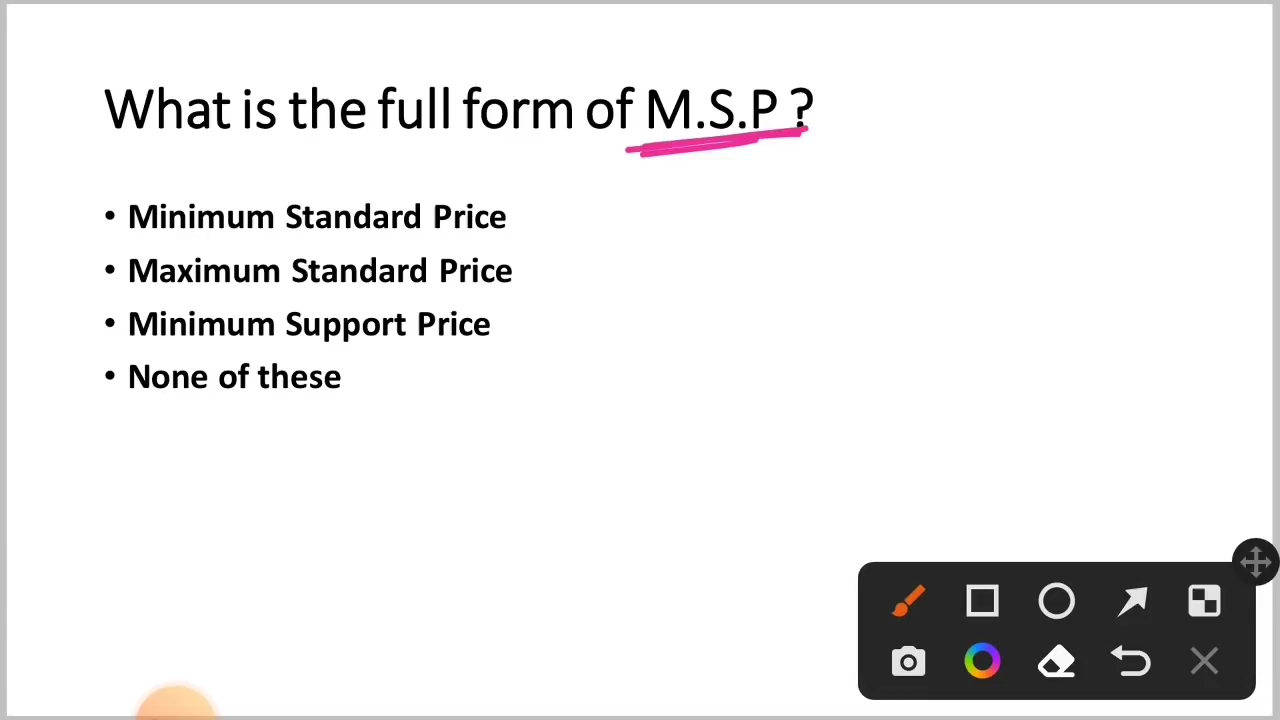 What is the full form of M.S.P ?
• Minimum Standard Price
• Maximum Standard Price
• Minimum Support Price
• None of these